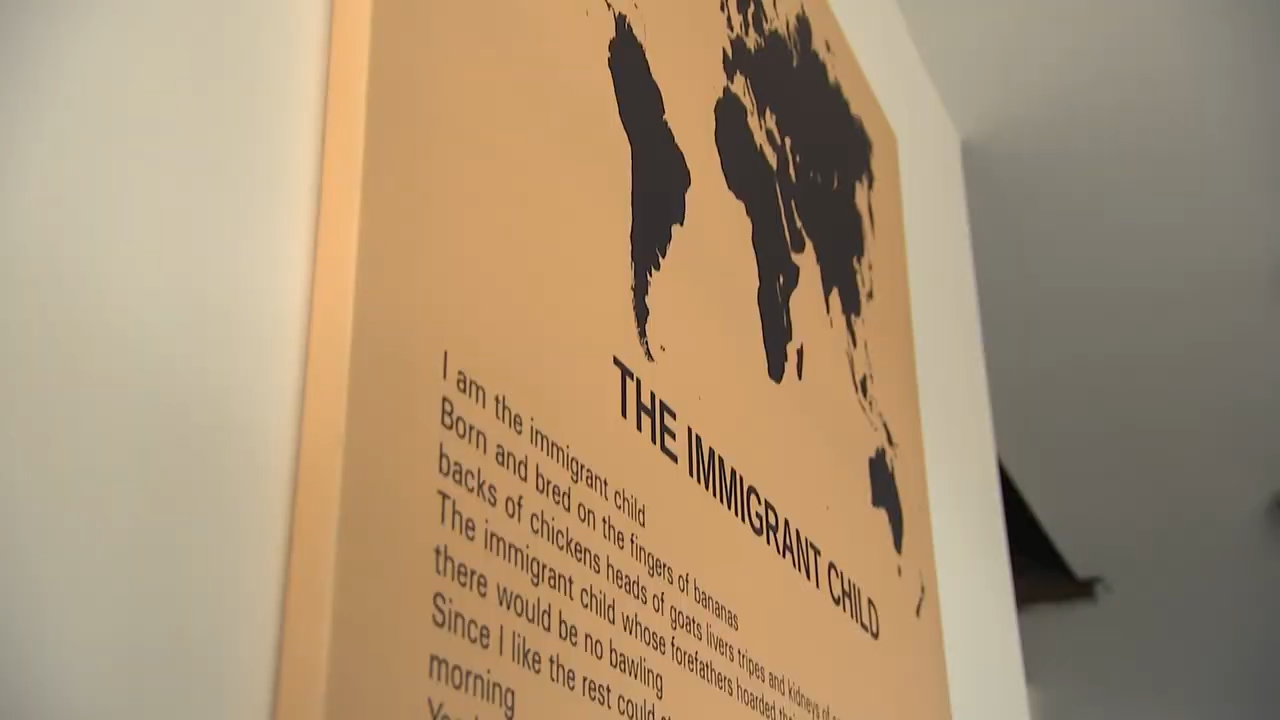 THE IMMIGRANT CHILD
I am the immigrant child
Born and bred on the fingers of bananas
backs of chickens heads of goats livers tripes and kidneys of
The immigrant child whose forefathers hoarded
there would be no bawling
Since I like the rest could
morning